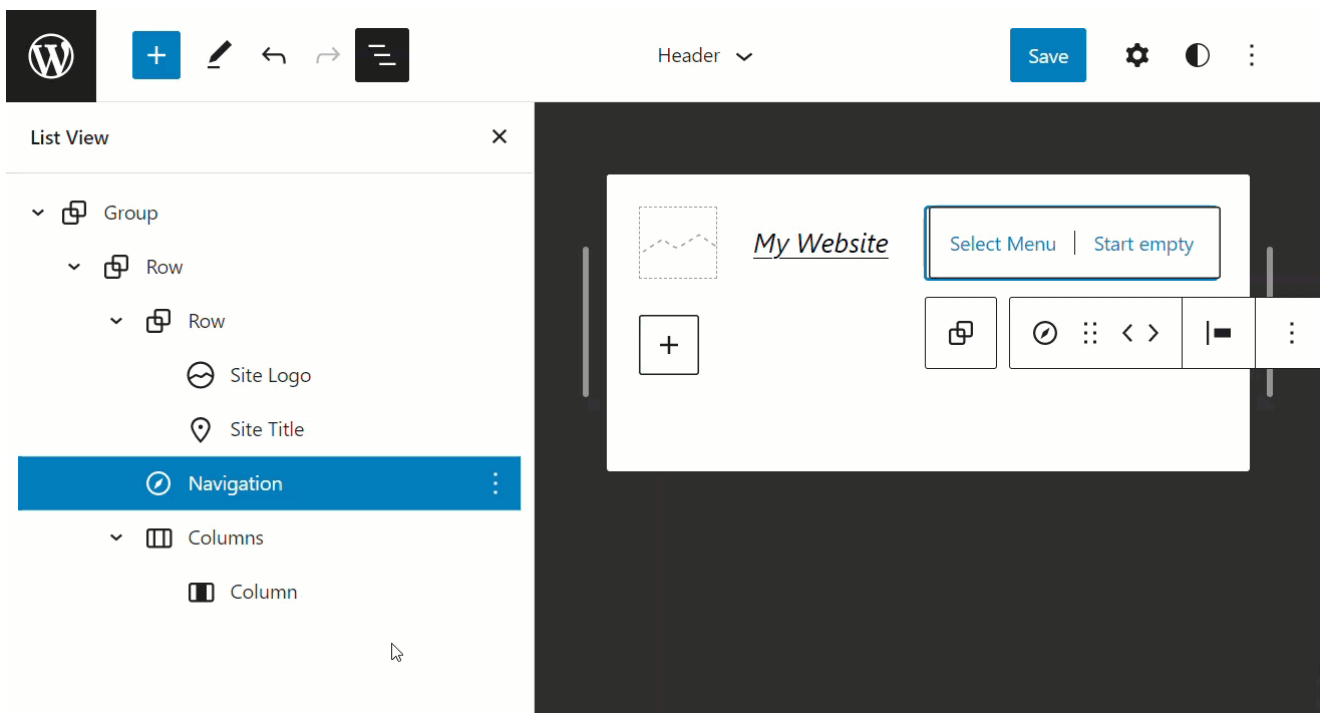 Header
Save
List View
Group
Row
Row
Site Logo
Site Title
Navigation
Columns
Column
My Website
Select Menu
Start empty